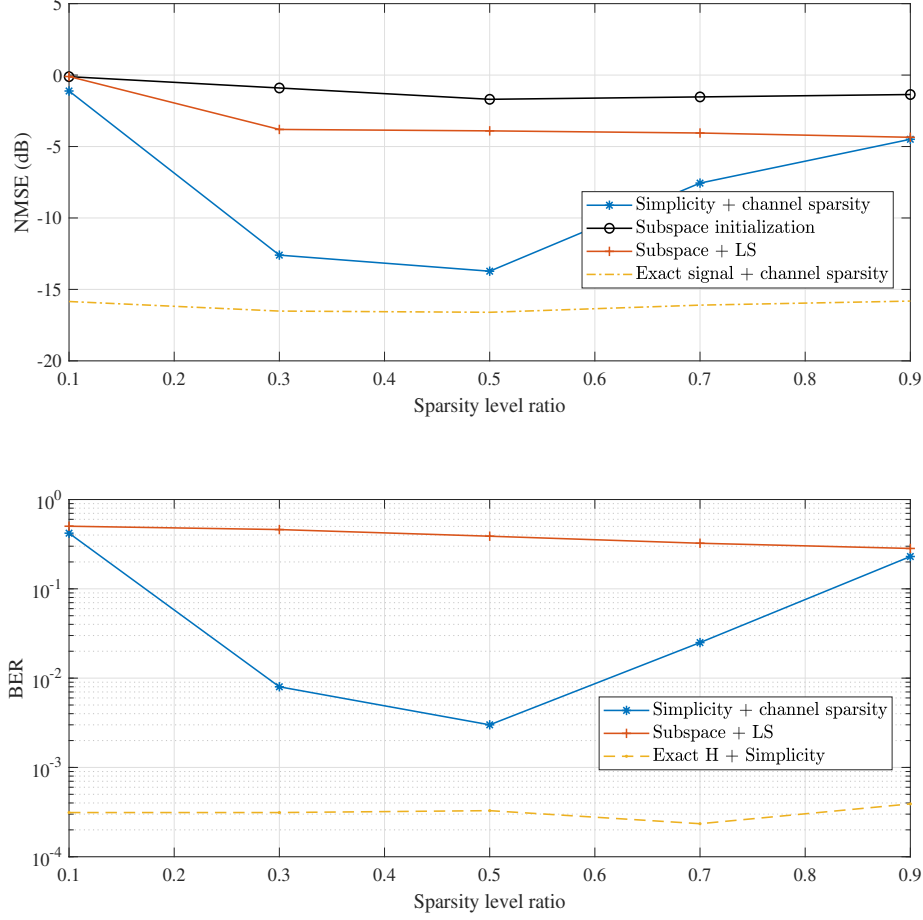 5
0
-5
-10
-15
-20
NMSE (dB)
Simplicity + channel sparsity
Subspace initialization
Subspace + LS
Exact signal + channel sparsity
0.1 0.2 0.3 0.4 0.5 0.6 0.7 0.8 0.9
Sparsity level ratio
10^0
10^-1
10^-2
10^-3
10^-4
BER
Simplicity + channel sparsity
Subspace + LS
Exact H + Simplicity
0.1 0.2 0.3 0.4 0.5 0.6 0.7 0.8 0.9
Sparsity level ratio